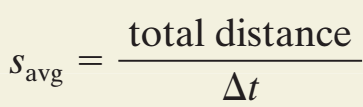 s_avg = total distance / Δt